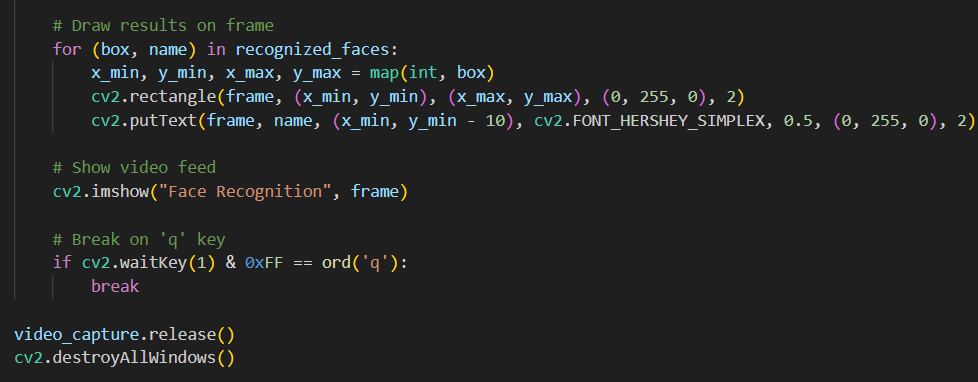 # Draw results on frame
for (box, name) in recognized_faces:
x_min, y_min, x_max, y_max = map(int, box)
cv2.rectangle(frame, (x_min, y_min), (x_max, y_max), (0, 255, 0), 2)
cv2.putText(frame, name, (x_min, y_min - 10), cv2.FONT_HERSHEY_SIMPLEX, 0.5, (0, 255, 0), 2)
# Show video feed
cv2.imshow("Face Recognition", frame)
# Break on 'q' key
if cv2.waitKey(1) & 0xFF == ord('q'):
break
video_capture.release()
cv2.destroyAllWindows()